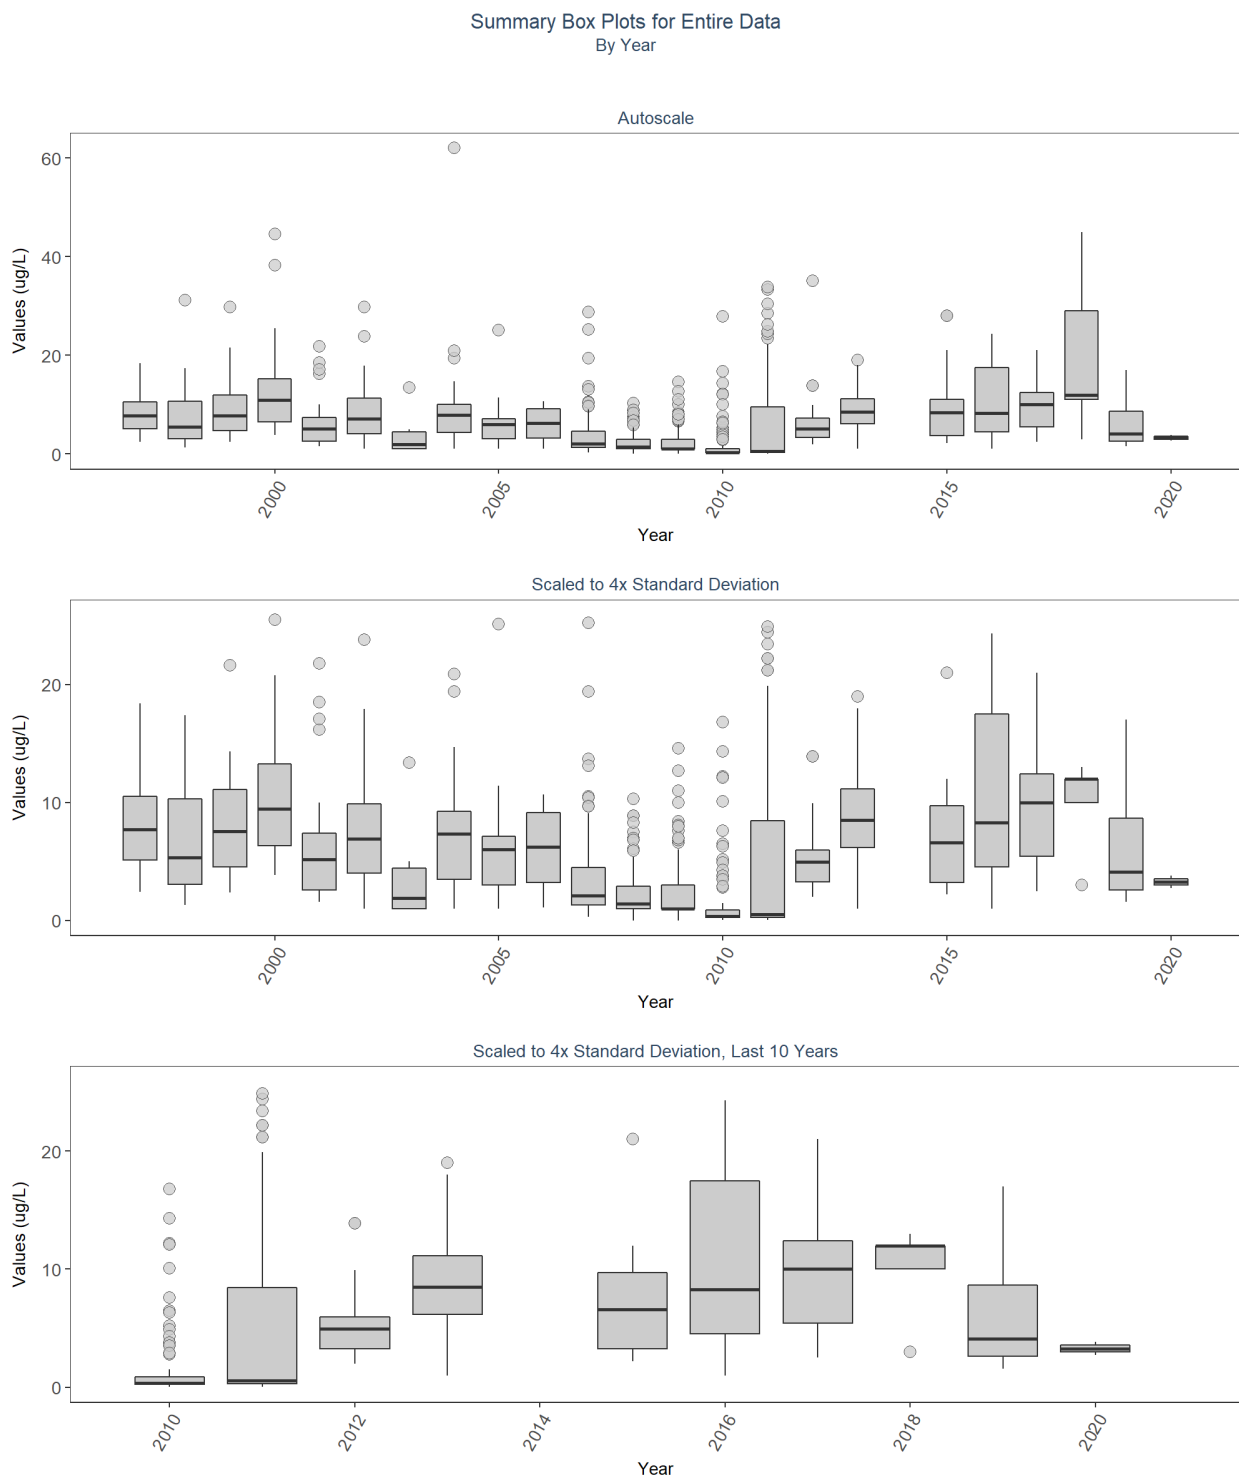 Summary Box Plots for Entire Data
By Year
Autoscale
Values (ug/L)
60
40
20
0
2000
2005
2010
2015
2020
Year
Scaled to 4x Standard Deviation
Values (ug/L)
20
10
0
2000
2005
2010
2015
2020
Year
Scaled to 4x Standard Deviation, Last 10 Years
Values (ug/L)
20
10
0
2010
2012
2014
2016
2018
2020
Year